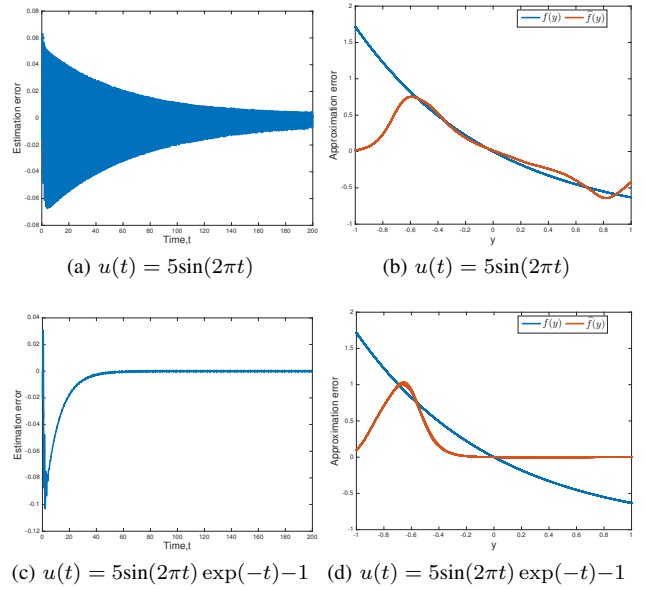 0.08
0.06
0.04
0.02
0
-0.02
-0.04
-0.06
-0.08
Estimation error
0 20 40 60 80 100 120 140 160 180 200
Time,t
(a) u(t) = 5sin(2πt)
2
1.5
1
0.5
0
-0.5
-1
Approximation error
f(y) f̂(y)
-1 -0.8 -0.6 -0.4 -0.2 0 0.2 0.4 0.6 0.8 1
y
(b) u(t) = 5sin(2πt)
0.04
0.02
0
-0.02
-0.04
-0.06
-0.08
-0.1
-0.12
Estimation error
0 20 40 60 80 100 120 140 160 180 200
Time,t
(c) u(t) = 5sin(2πt) exp(−t)−1
2
1.5
1
0.5
0
-0.5
-1
Approximation error
f(y) f̂(y)
-1 -0.8 -0.6 -0.4 -0.2 0 0.2 0.4 0.6 0.8 1
y
(d) u(t) = 5sin(2πt) exp(−t)−1